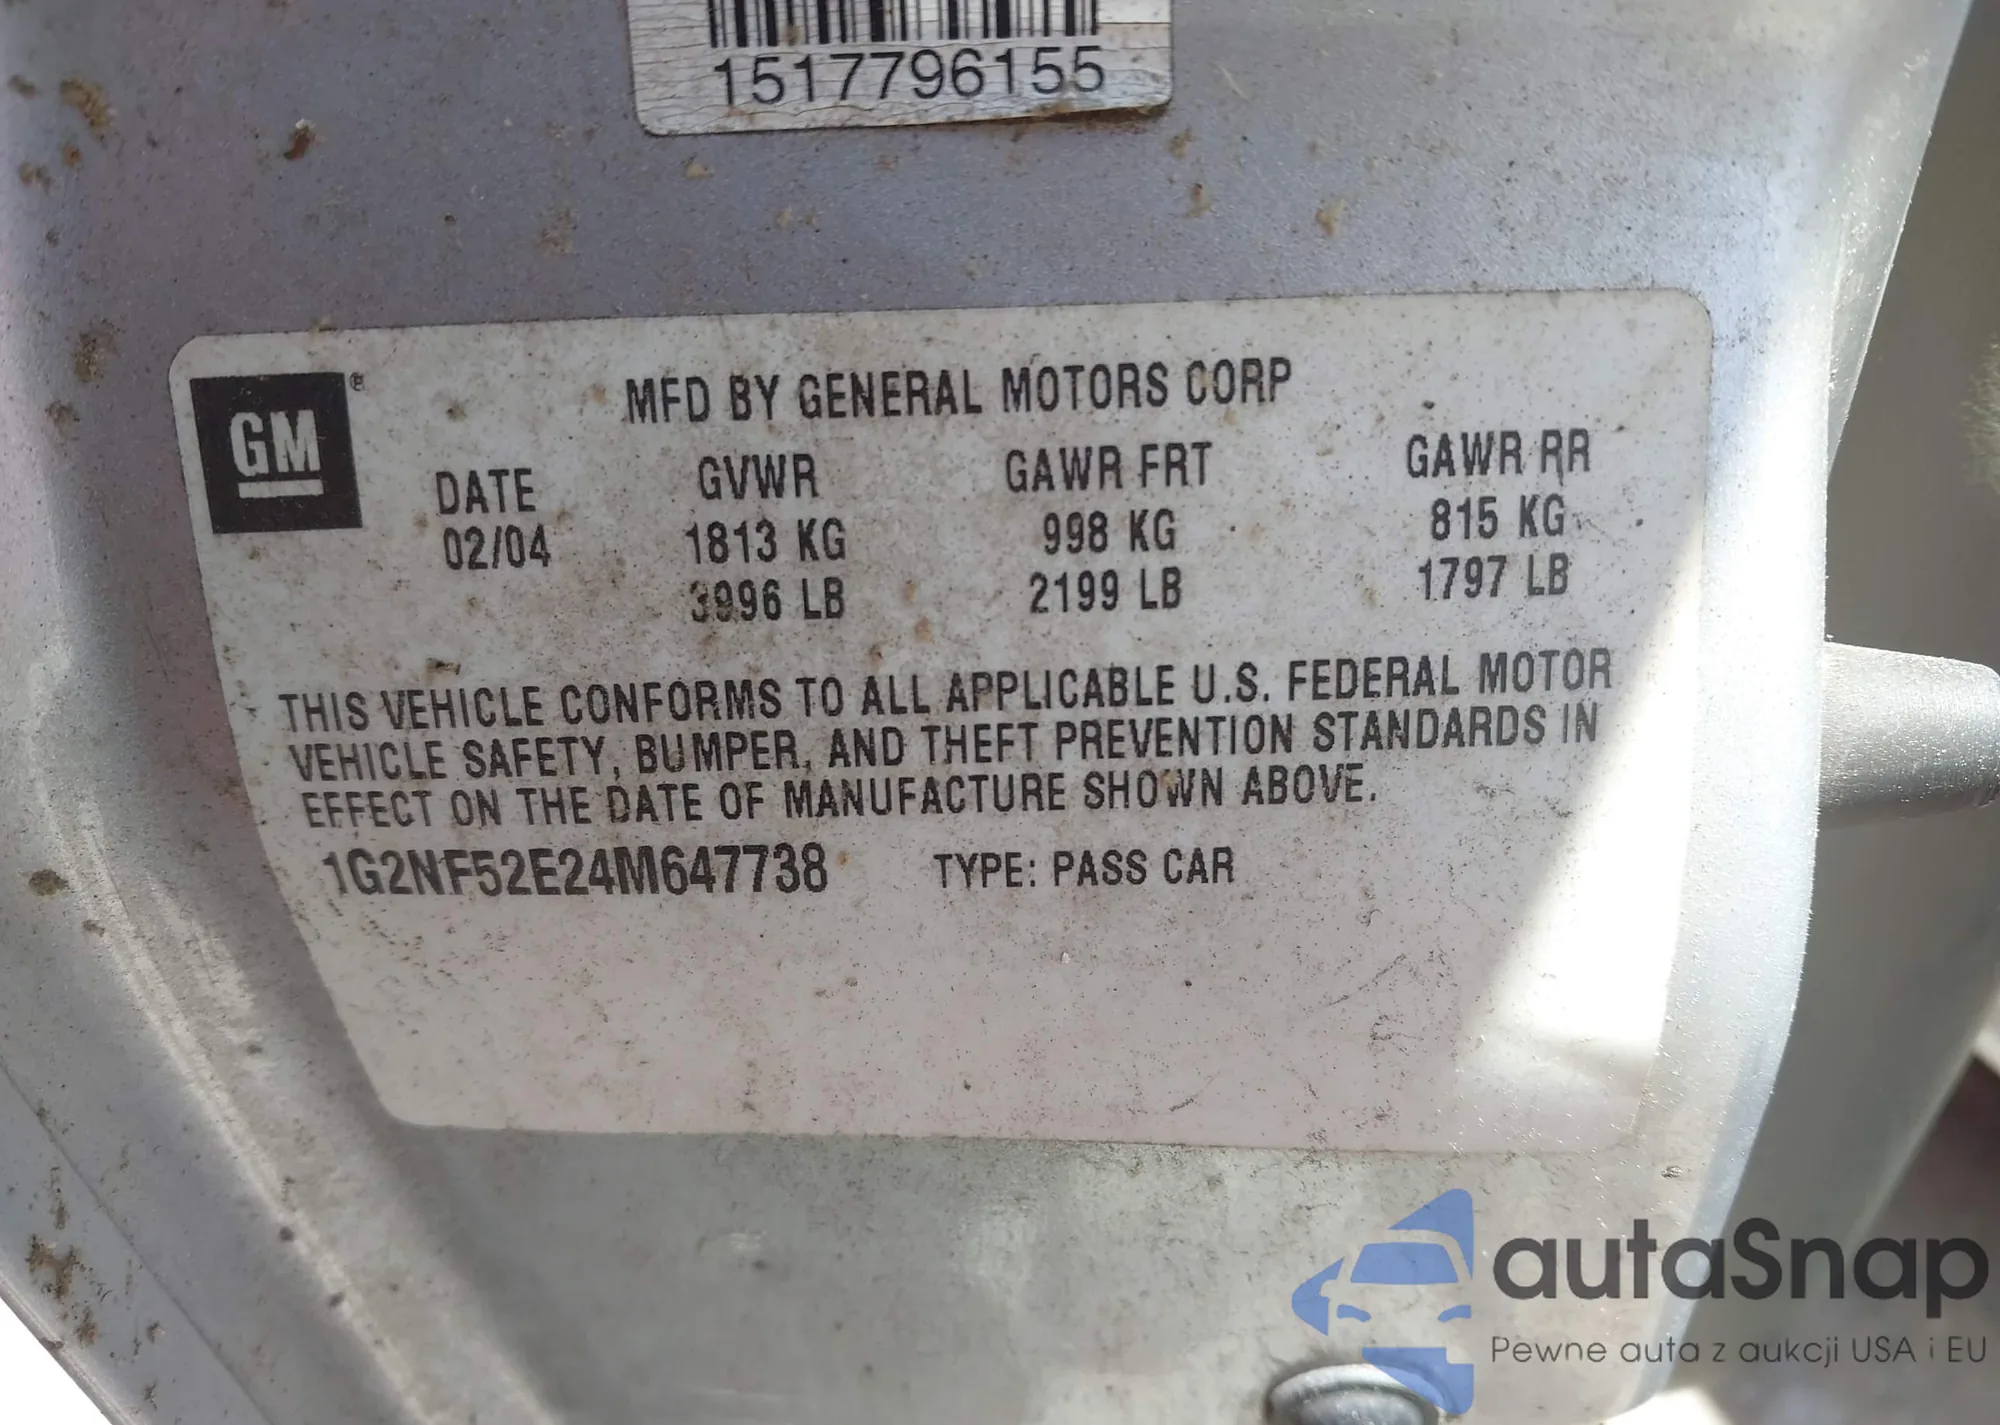 1517796155
GM®
MFD BY GENERAL MOTORS CORP
DATE GVWR GAWR FRT GAWR RR
02/04 1813 KG 998 KG 815 KG
3996 LB 2199 LB 1797 LB
THIS VEHICLE CONFORMS TO ALL APPLICABLE U.S. FEDERAL MOTOR
VEHICLE SAFETY, BUMPER, AND THEFT PREVENTION STANDARDS IN
EFFECT ON THE DATE OF MANUFACTURE SHOWN ABOVE.
1G2NF52E24M647738 TYPE: PASS CAR
autaSnap
Pewne auta z aukcji USA i EU